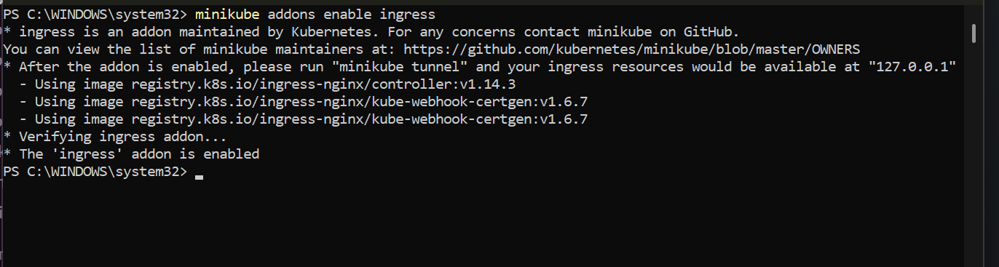 PS C:\WINDOWS\system32> minikube addons enable ingress
* ingress is an addon maintained by Kubernetes. For any concerns contact minikube on GitHub.
You can view the list of minikube maintainers at: https://github.com/kubernetes/minikube/blob/master/OWNERS
* After the addon is enabled, please run "minikube tunnel" and your ingress resources would be available at "127.0.0.1"
  - Using image registry.k8s.io/ingress-nginx/controller:v1.14.3
  - Using image registry.k8s.io/ingress-nginx/kube-webhook-certgen:v1.6.7
  - Using image registry.k8s.io/ingress-nginx/kube-webhook-certgen:v1.6.7
* Verifying ingress addon...
* The 'ingress' addon is enabled
PS C:\WINDOWS\system32>